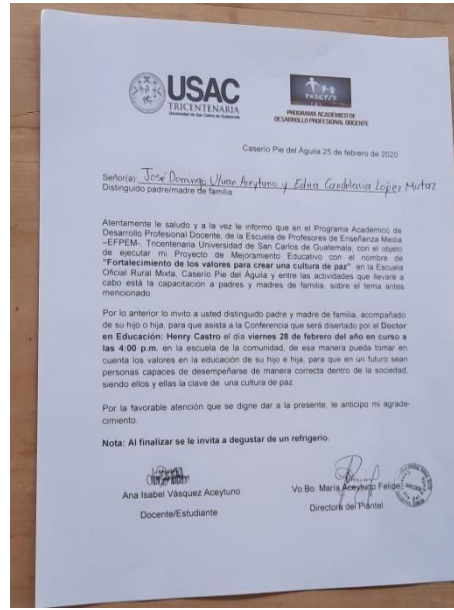 USAC
TRICENTENARIA
Universidad de San Carlos de Guatemala
PADEP/D
PROGRAMA ACADÉMICO DE
DESARROLLO PROFESIONAL DOCENTE
Caserío Pie del Águila 25 de febrero de 2020
Señor(a): José Domingo Vluan Aceytuno y Edna Candelaria López Mutaz
Distinguido padre/madre de familia
Atentamente le saludo y a la vez le informo que en el Programa Académico de
Desarrollo Profesional Docente, de la Escuela de Profesores de Enseñanza Media
–EFPEM-, Tricentenaria Universidad de San Carlos de Guatemala, con el objeto
de ejecutar mi Proyecto de Mejoramiento Educativo con el nombre de
"Fortalecimiento de los valores para crear una cultura de paz" en la Escuela
Oficial Rural Mixta, Caserío Pie del Águila y entre las actividades que llevaré a
cabo está la capacitación a padres y madres de familia, sobre el tema antes
mencionado.
Por lo anterior lo invito a usted distinguido padre y madre de familia, acompañado
de su hijo o hija, para que asista a la Conferencia que será disertado por el Doctor
en Educación: Henry Castro el día viernes 28 de febrero del año en curso a
las 4:00 p.m. en la escuela de la comunidad, de esa manera pueda tomar en
cuenta los valores en la educación de su hijo e hija, para que en un futuro sean
personas capaces de desempeñarse de manera correcta dentro de la sociedad,
siendo ellos y ellas la clave de una cultura de paz.
Por la favorable atención que se digne dar a la presente, le anticipo mi agrade-
cimiento.
Nota: Al finalizar se le invita a degustar de un refrigerio.
Ana Isabel Vásquez Aceytuno
Docente/Estudiante
Vo.Bo. María Aceytuno Felipe
Directora del Plantel